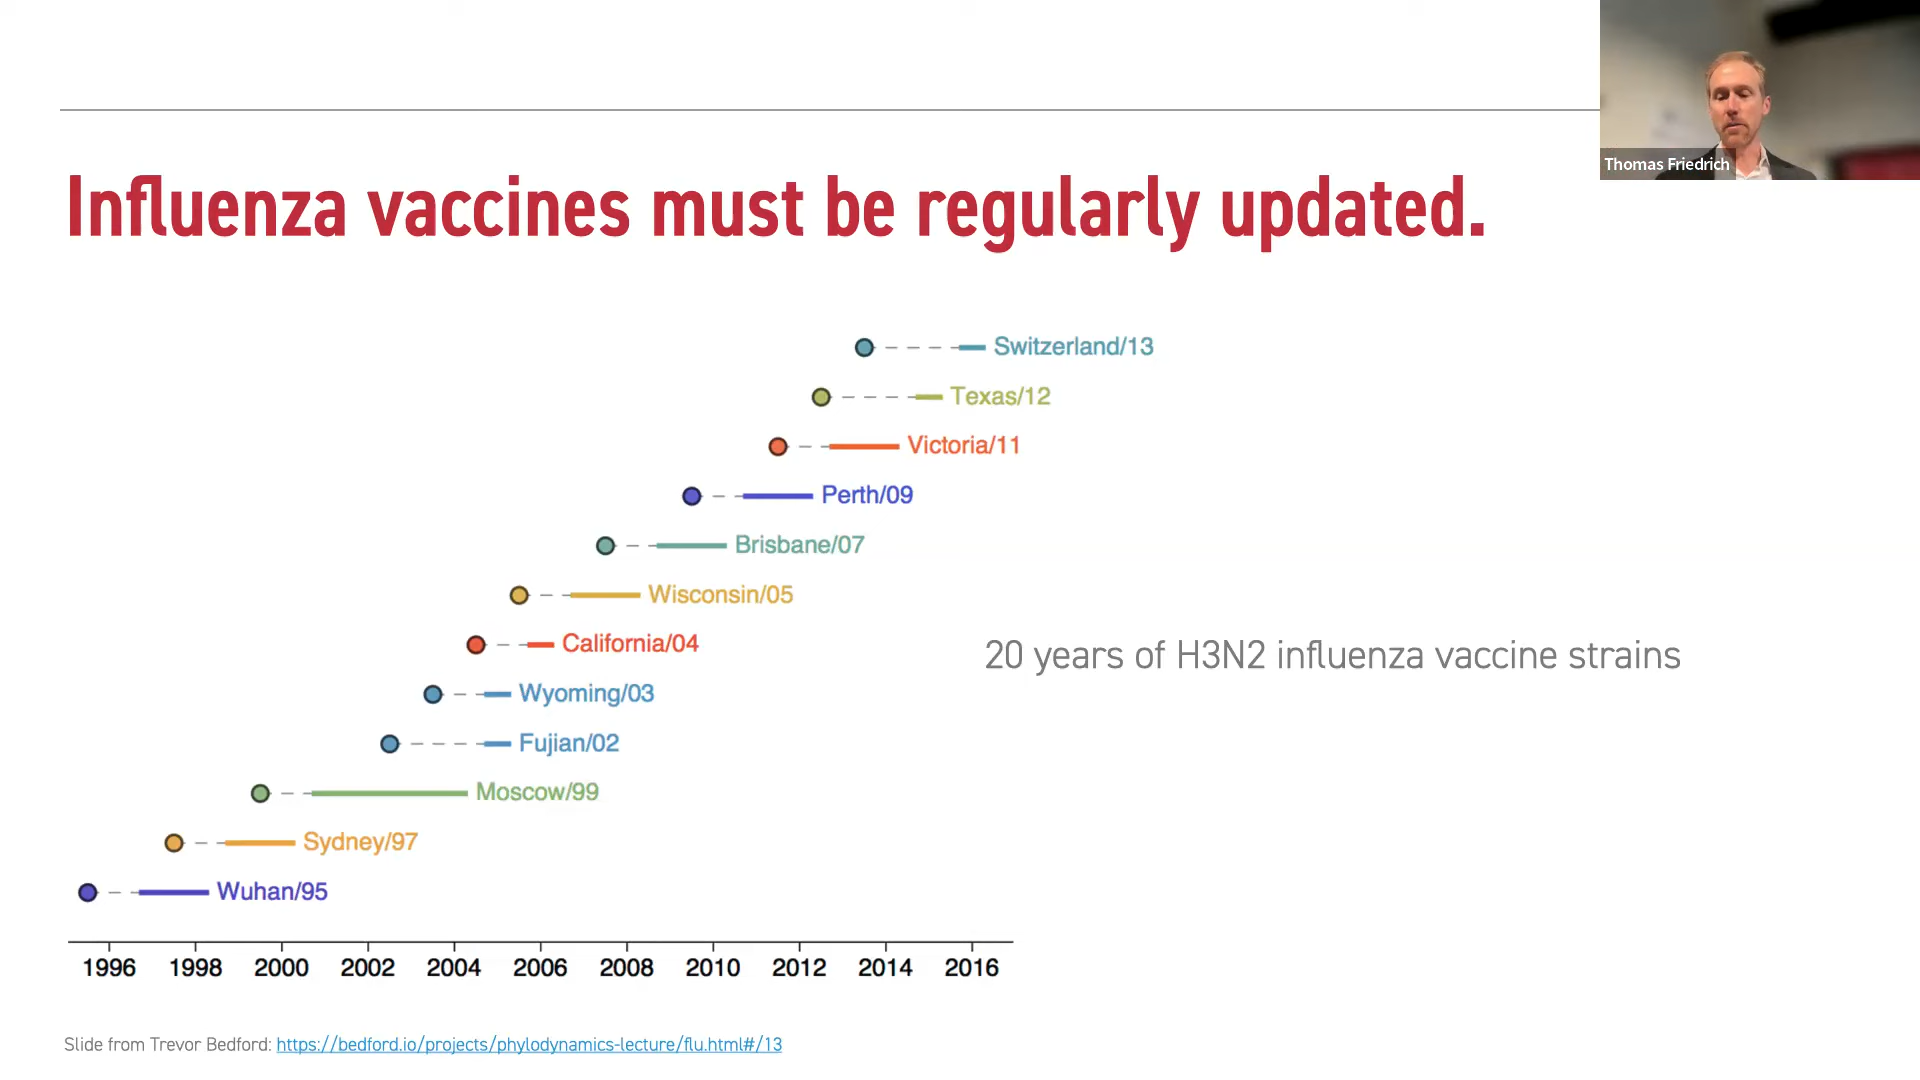 Thomas Friedrich
Influenza vaccines must be regularly updated.
Switzerland/13
Texas/12
Victoria/11
Perth/09
Brisbane/07
Wisconsin/05
California/04
20 years of H3N2 influenza vaccine strains
Wyoming/03
Fujian/02
Moscow/99
Sydney/97
Wuhan/95
1996 1998 2000 2002 2004 2006 2008 2010 2012 2014 2016
Slide from Trevor Bedford: https://bedford.io/projects/phylodynamics-lecture/flu.html#/13